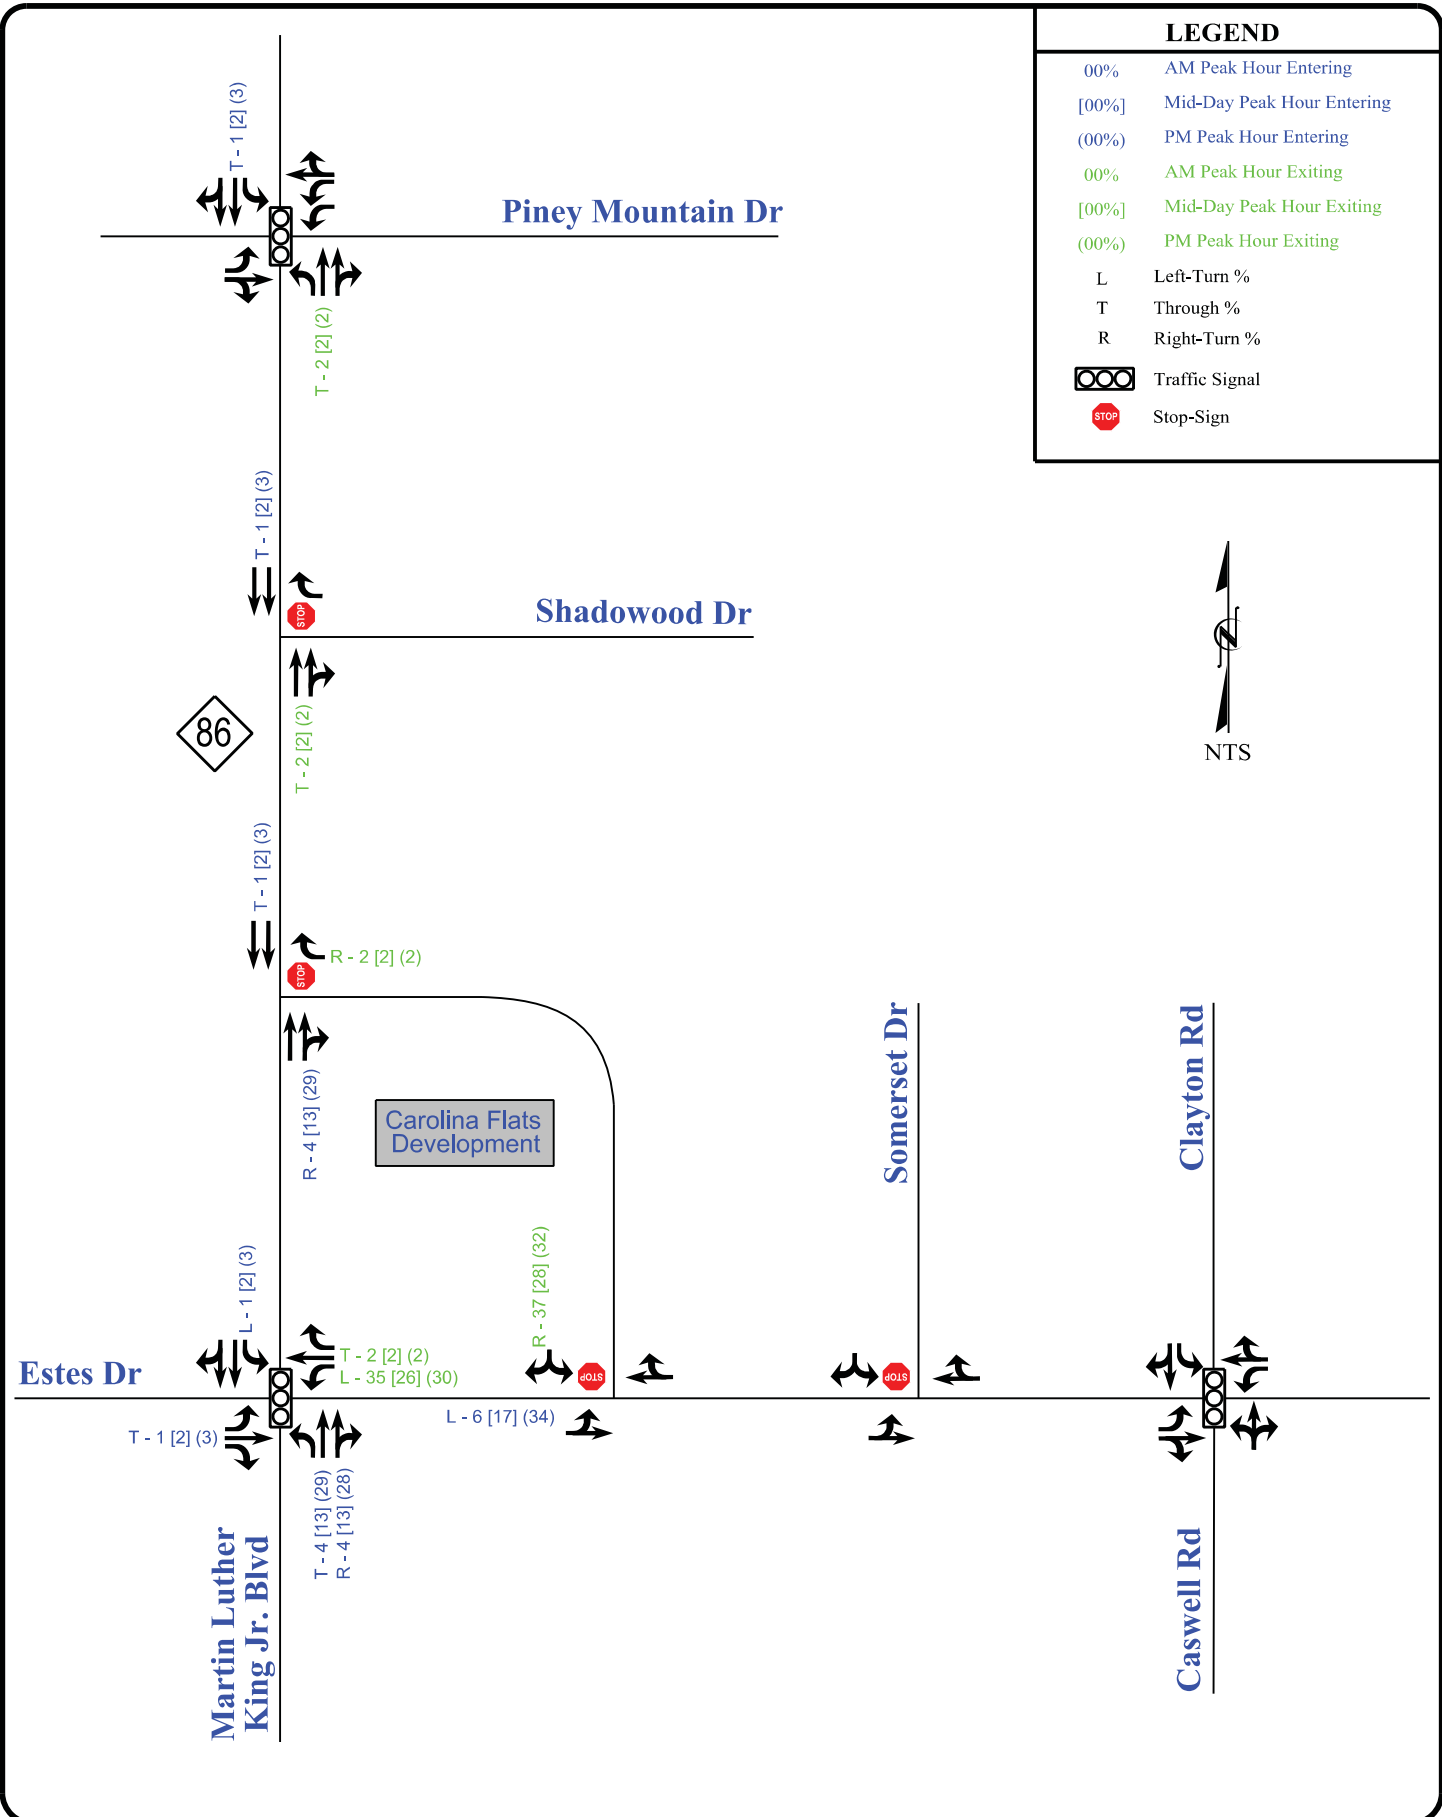 LEGEND
00% AM Peak Hour Entering
[00%] Mid-Day Peak Hour Entering
(00%) PM Peak Hour Entering
00% AM Peak Hour Exiting
[00%] Mid-Day Peak Hour Exiting
(00%) PM Peak Hour Exiting
L Left-Turn %
T Through %
R Right-Turn %
Traffic Signal
STOP Stop-Sign
T - 1 [2] (3)
Piney Mountain Dr
T - 2 [2] (2)
T - 1 [2] (3)
STOP
Shadowood Dr
T - 2 [2] (2)
86
N
NTS
T - 1 [2] (3)
R - 2 [2] (2)
STOP
R - 4 [13] (29)
Carolina Flats
Development
Somerset Dr
Clayton Rd
L - 1 [2] (3)
R - 37 [28] (32)
Estes Dr
T - 2 [2] (2)
L - 35 [26] (30)
STOP
STOP
L - 6 [17] (34)
T - 1 [2] (3)
T - 4 [13] (29)
R - 4 [13] (28)
Martin Luther
King Jr. Blvd
Caswell Rd